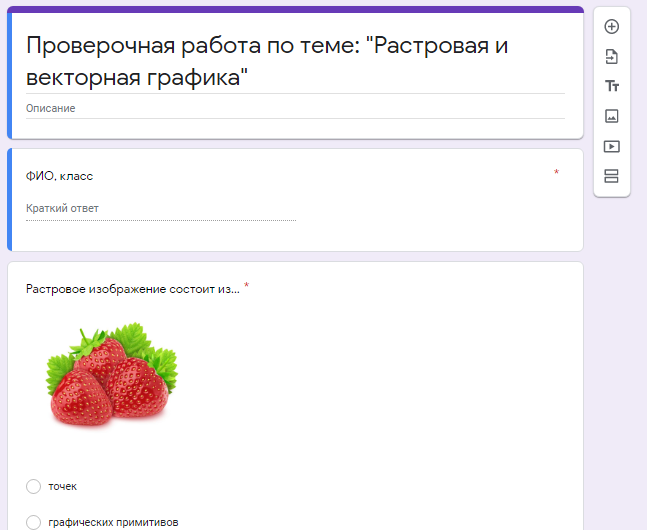 Проверочная работа по теме: "Растровая и
векторная графика"
Описание
ФИО, класс *
Краткий ответ
Растровое изображение состоит из... *
точек
графических примитивов